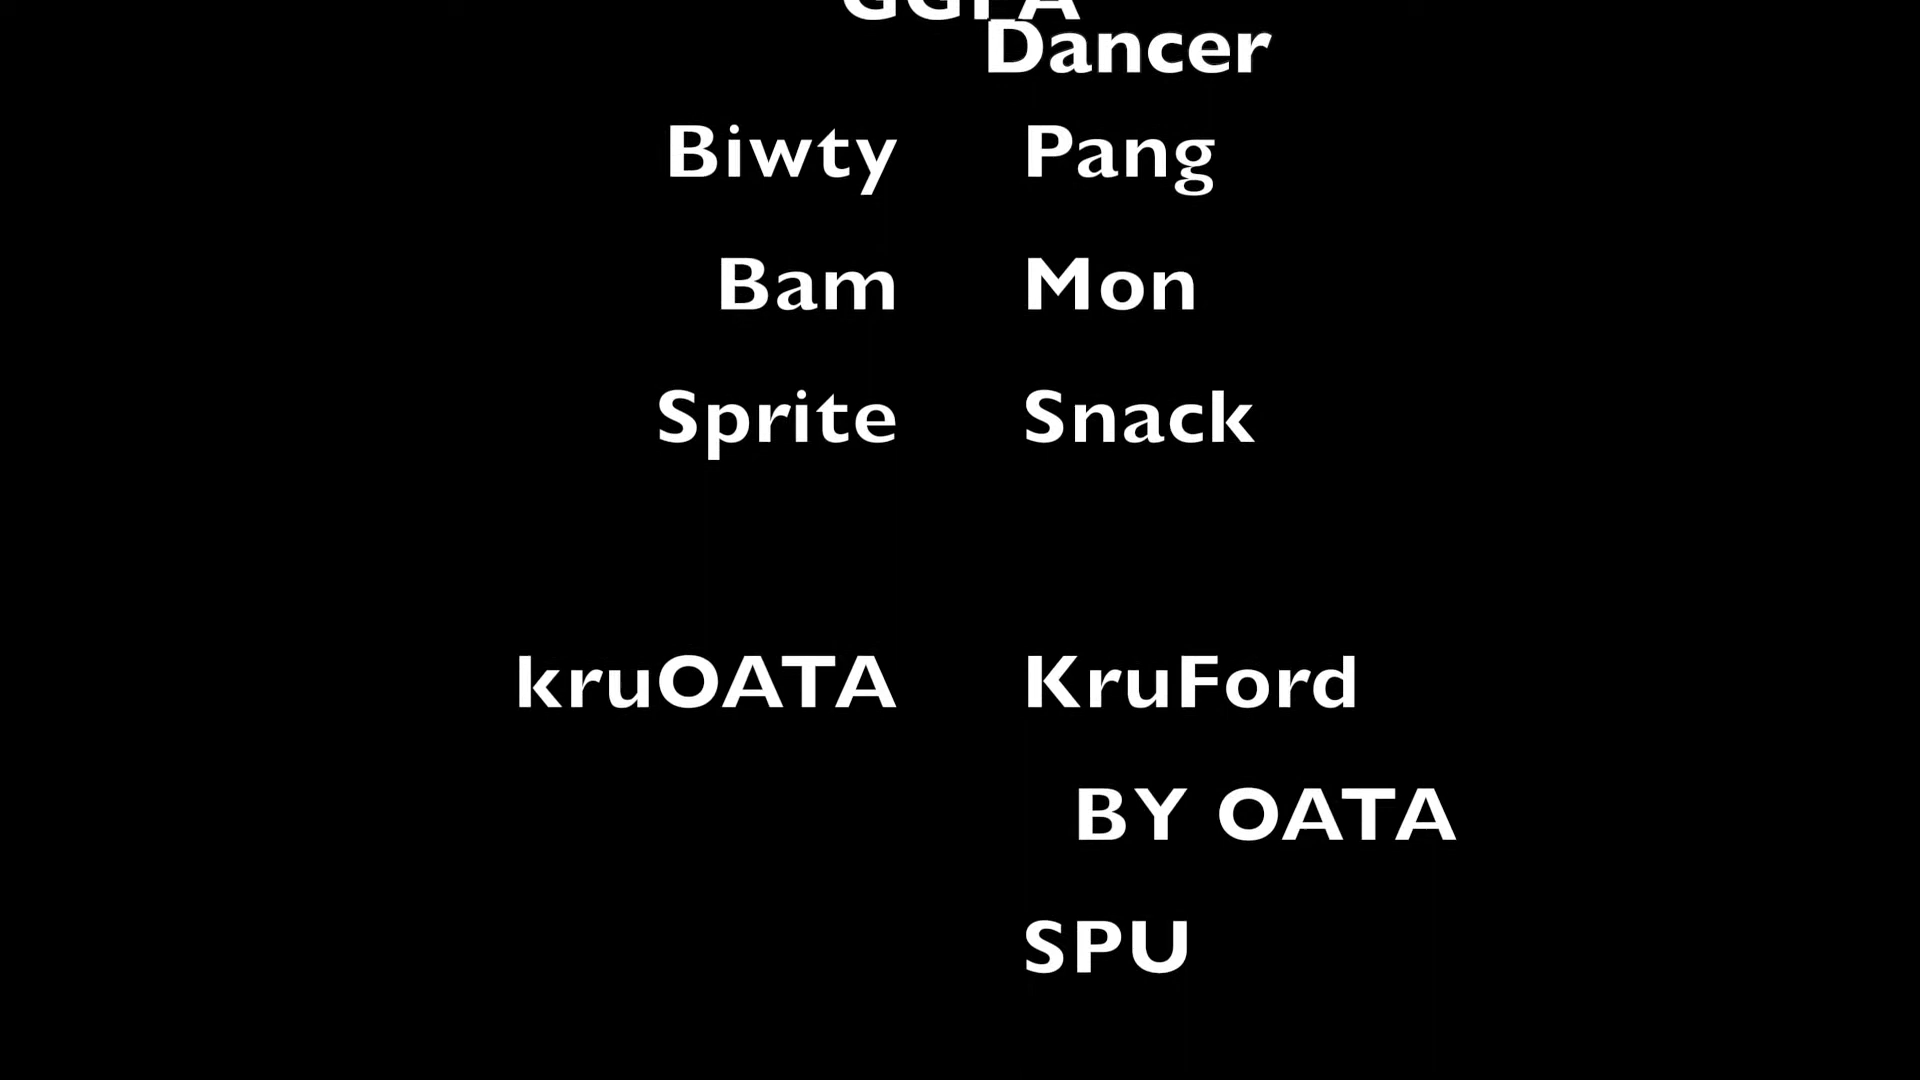 Dancer
Biwty Pang
Bam Mon
Sprite Snack
kruOATA KruFord
BY OATA
SPU